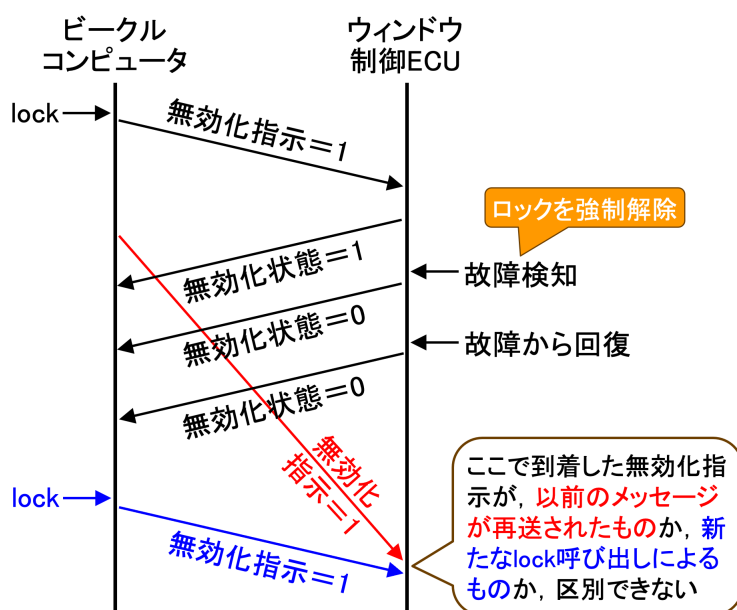 ビークル
コンピュータ
ウィンドウ
制御ECU
lock
無効化指示＝1
ロックを強制解除
無効化状態＝1
故障検知
無効化状態＝0
故障から回復
無効化状態＝0
無効化
指示＝1
lock
無効化指示＝1
ここで到着した無効化指
示が，以前のメッセージ
が再送されたものか，新
たなlock呼び出しによる
ものか，区別できない